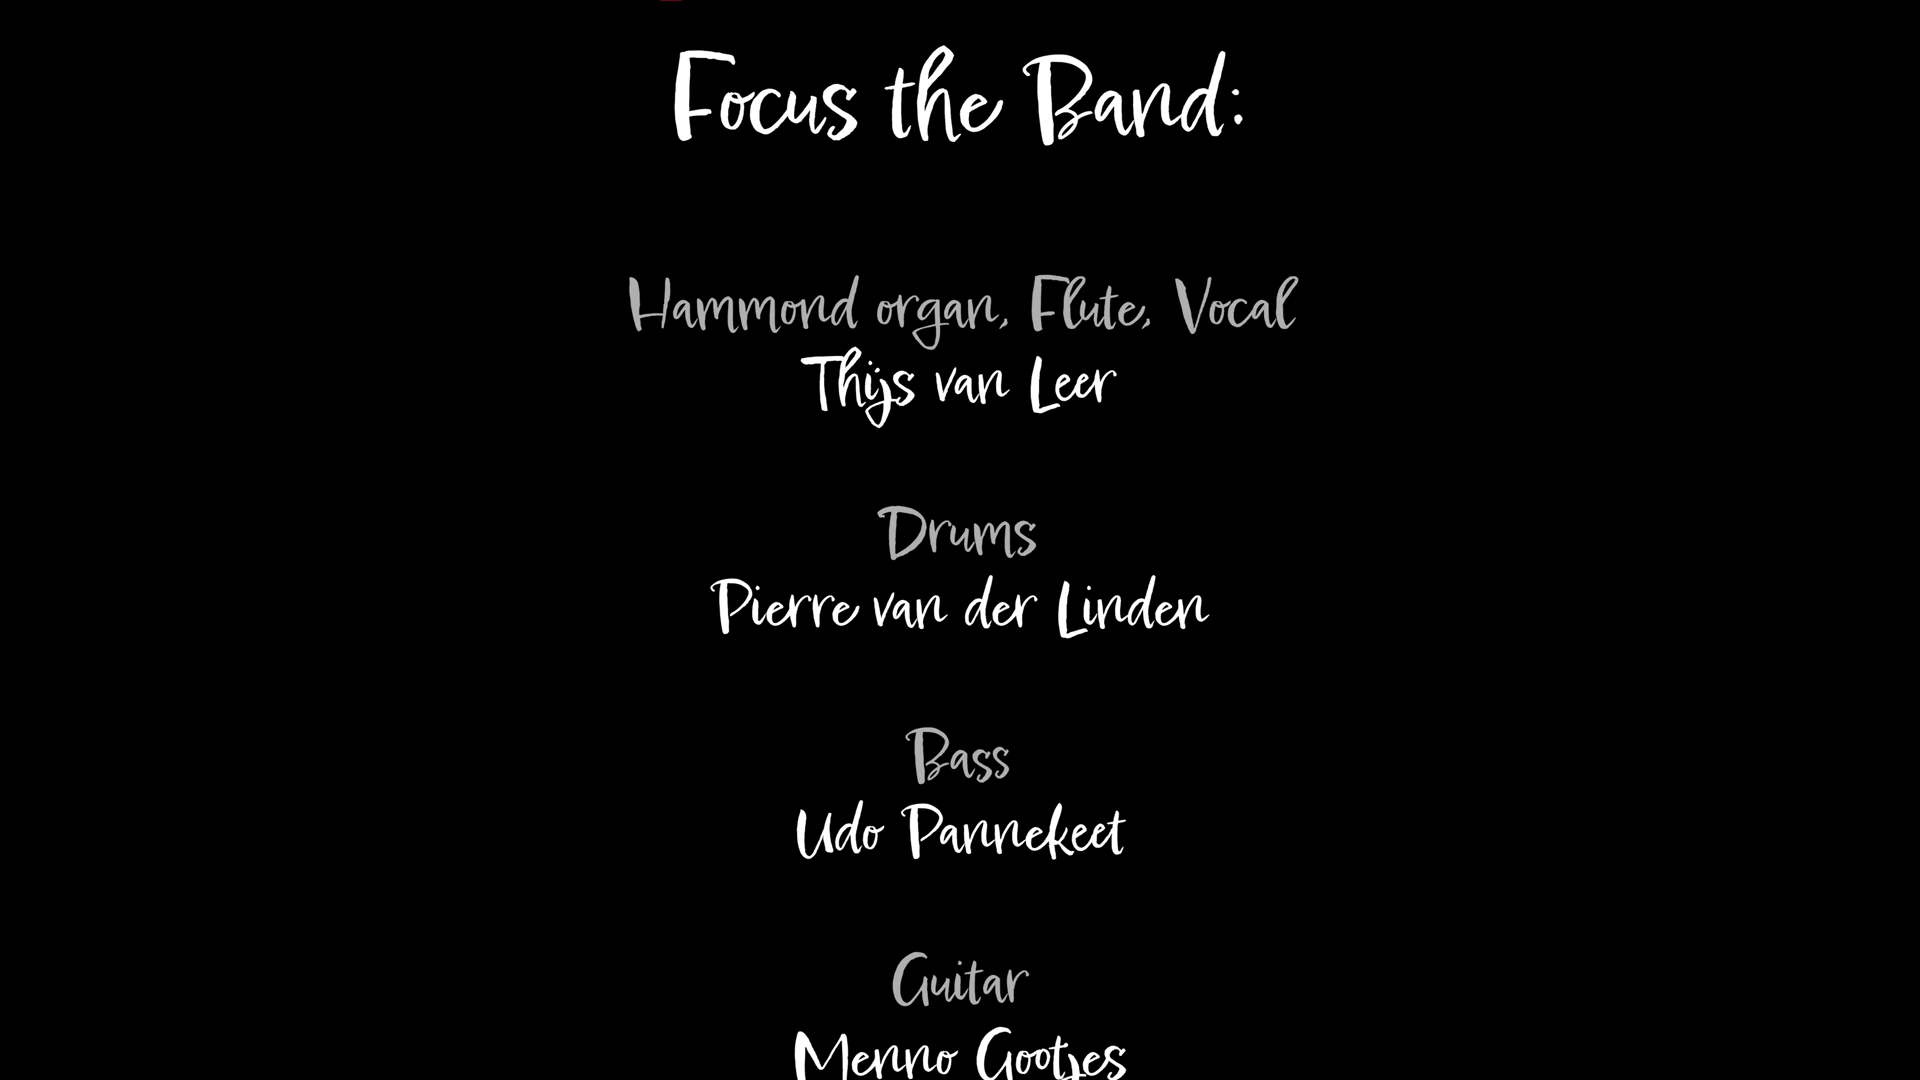 Focus the Band:
Hammond organ, Flute, Vocal
Thijs van Leer
Drums
Pierre van der Linden
Bass
Udo Pannekeet
Guitar
Menno Gootjes